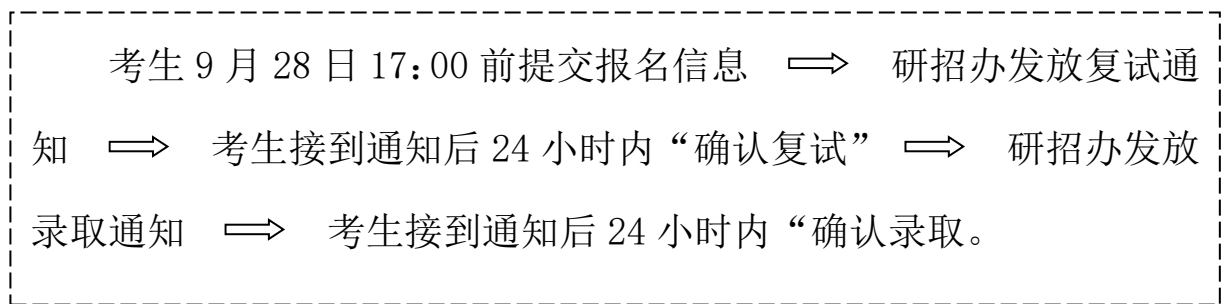 考生 9 月 28 日 17:00 前提交报名信息 ⇨ 研招办发放复试通
知 ⇨ 考生接到通知后 24 小时内“确认复试” ⇨ 研招办发放
录取通知 ⇨ 考生接到通知后 24 小时内“确认录取。